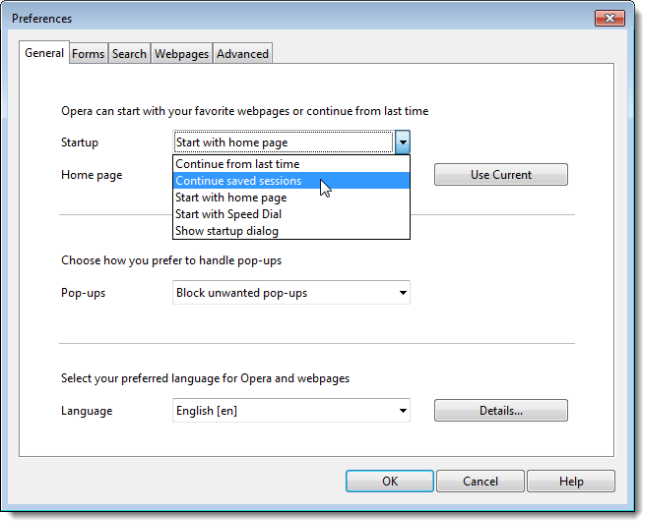 Preferences
General Forms Search Webpages Advanced
Opera can start with your favorite webpages or continue from last time
Startup Start with home page
Continue from last time
Home page Continue saved sessions Use Current
Start with home page
Start with Speed Dial
Show startup dialog
Choose how you prefer to handle pop-ups
Pop-ups Block unwanted pop-ups
Select your preferred language for Opera and webpages
Language English [en] Details...
OK Cancel Help